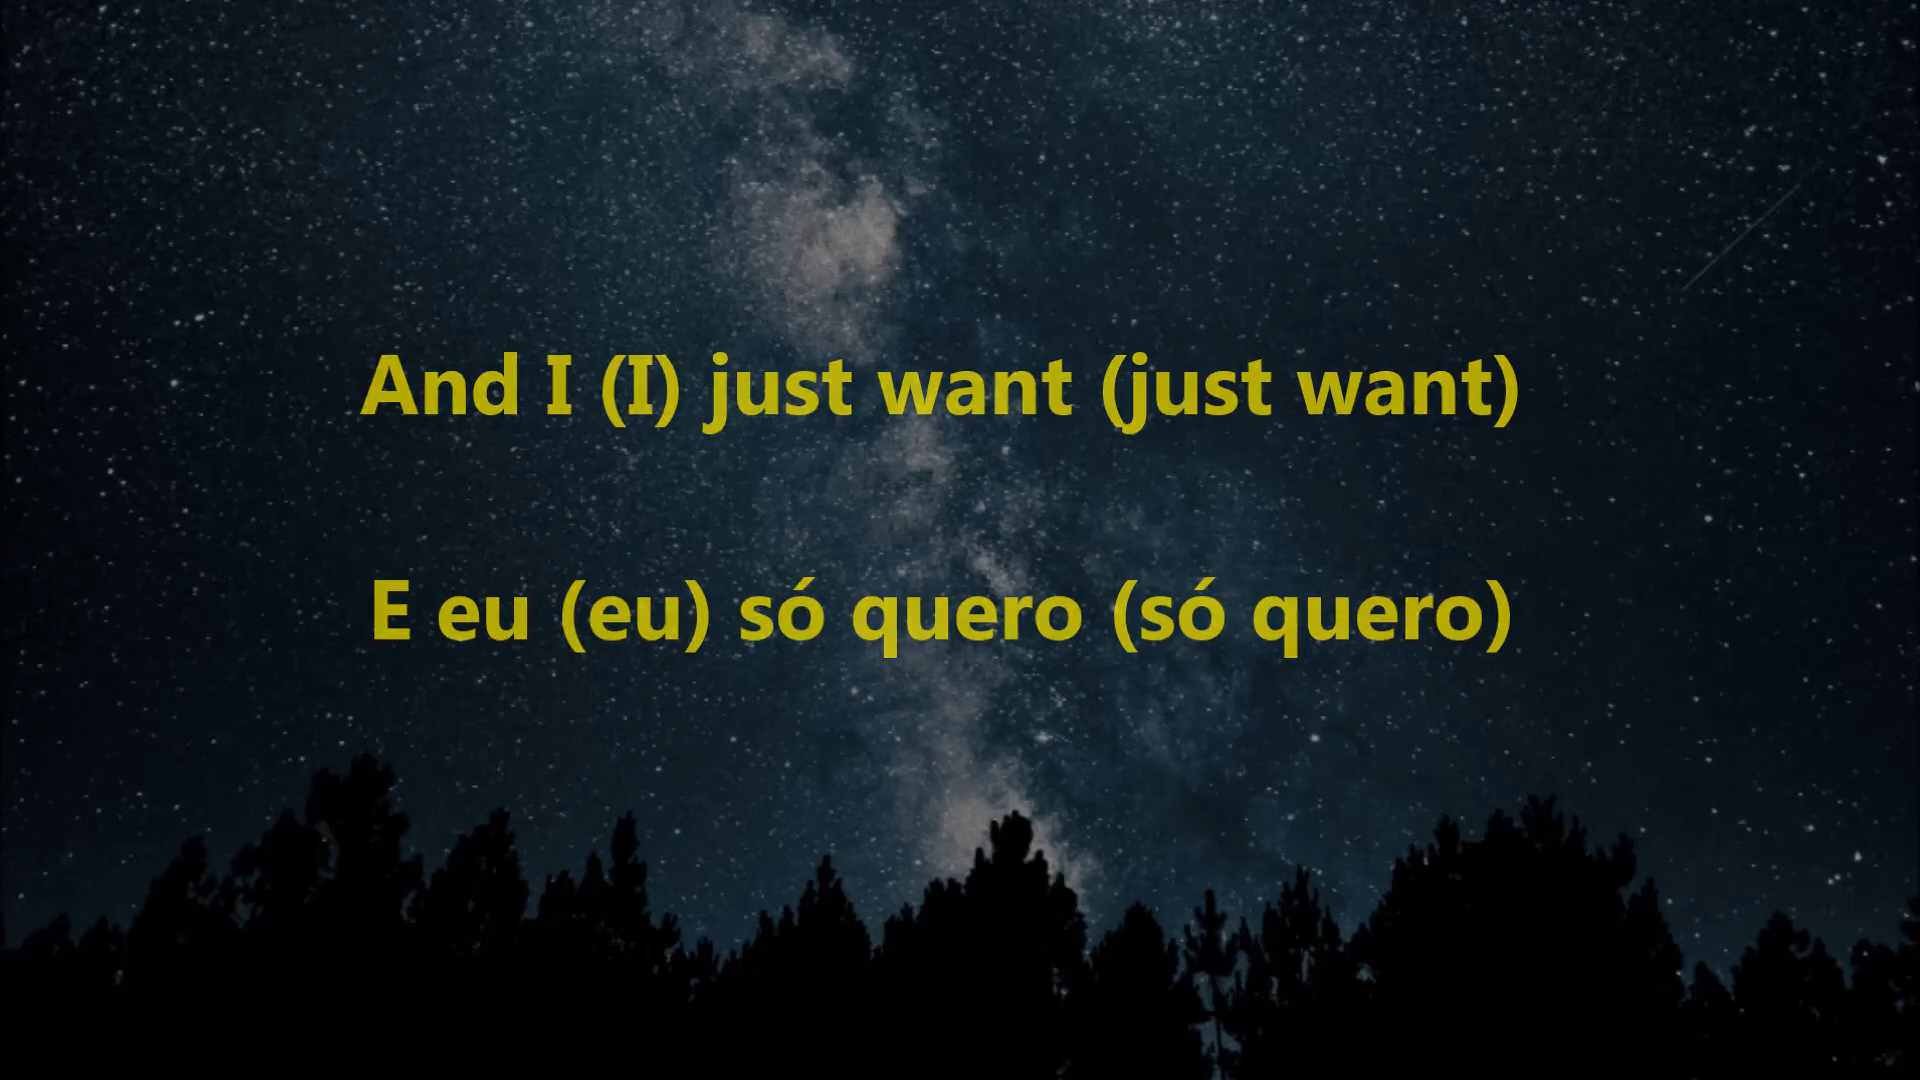 And I (I) just want (just want)
E eu (eu) só quero (só quero)